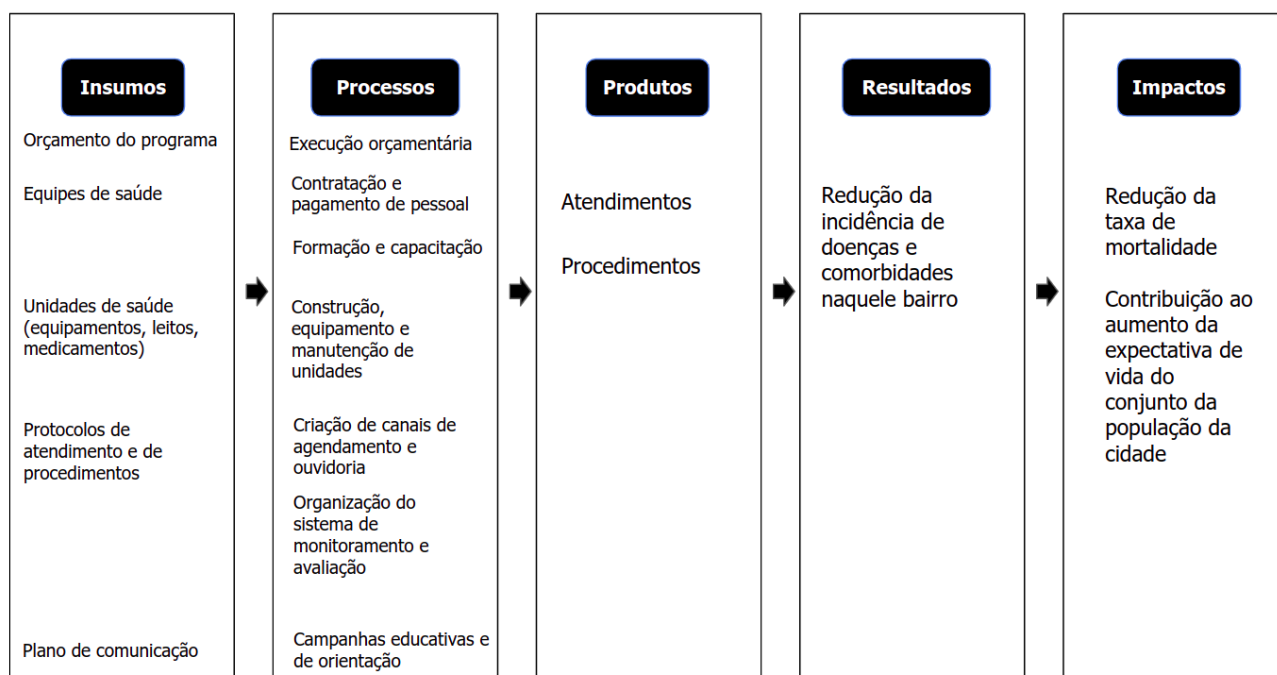 Insumos
Orçamento do programa
Equipes de saúde
Unidades de saúde
(equipamentos, leitos,
medicamentos)
Protocolos de
atendimento e de
procedimentos
Plano de comunicação
Processos
Execução orçamentária
Contratação e
pagamento de pessoal
Formação e capacitação
Construção,
equipamento e
manutenção de
unidades
Criação de canais de
agendamento e
ouvidoria
Organização do
sistema de
monitoramento e
avaliação
Campanhas educativas e
de orientação
Produtos
Atendimentos
Procedimentos
Resultados
Redução da
incidência de
doenças e
comorbidades
naquele bairro
Impactos
Redução da
taxa de
mortalidade
Contribuição ao
aumento da
expectativa de
vida do
conjunto da
população da
cidade